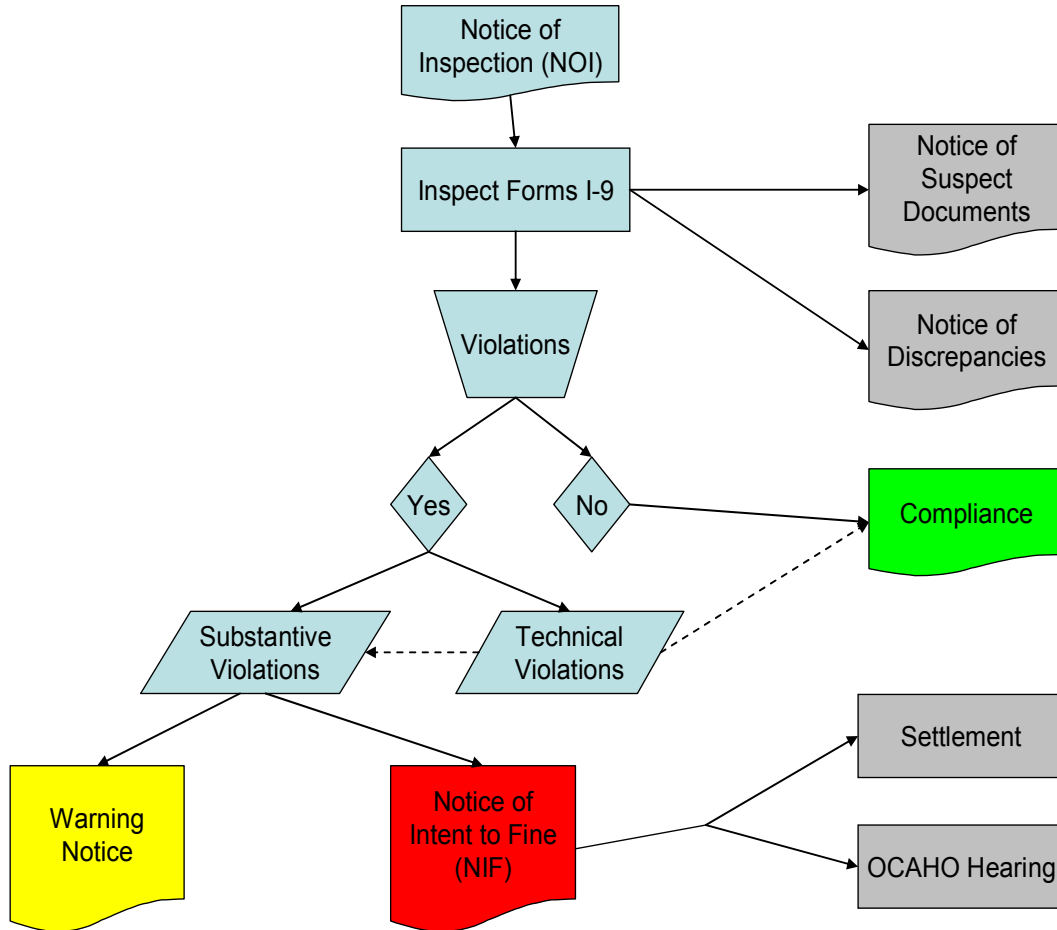 Notice of
Inspection (NOI)
Inspect Forms I-9
Notice of
Suspect
Documents
Violations
Notice of
Discrepancies
Yes
No
Compliance
Substantive
Violations
Technical
Violations
Warning
Notice
Notice of
Intent to Fine
(NIF)
Settlement
OCAHO Hearing